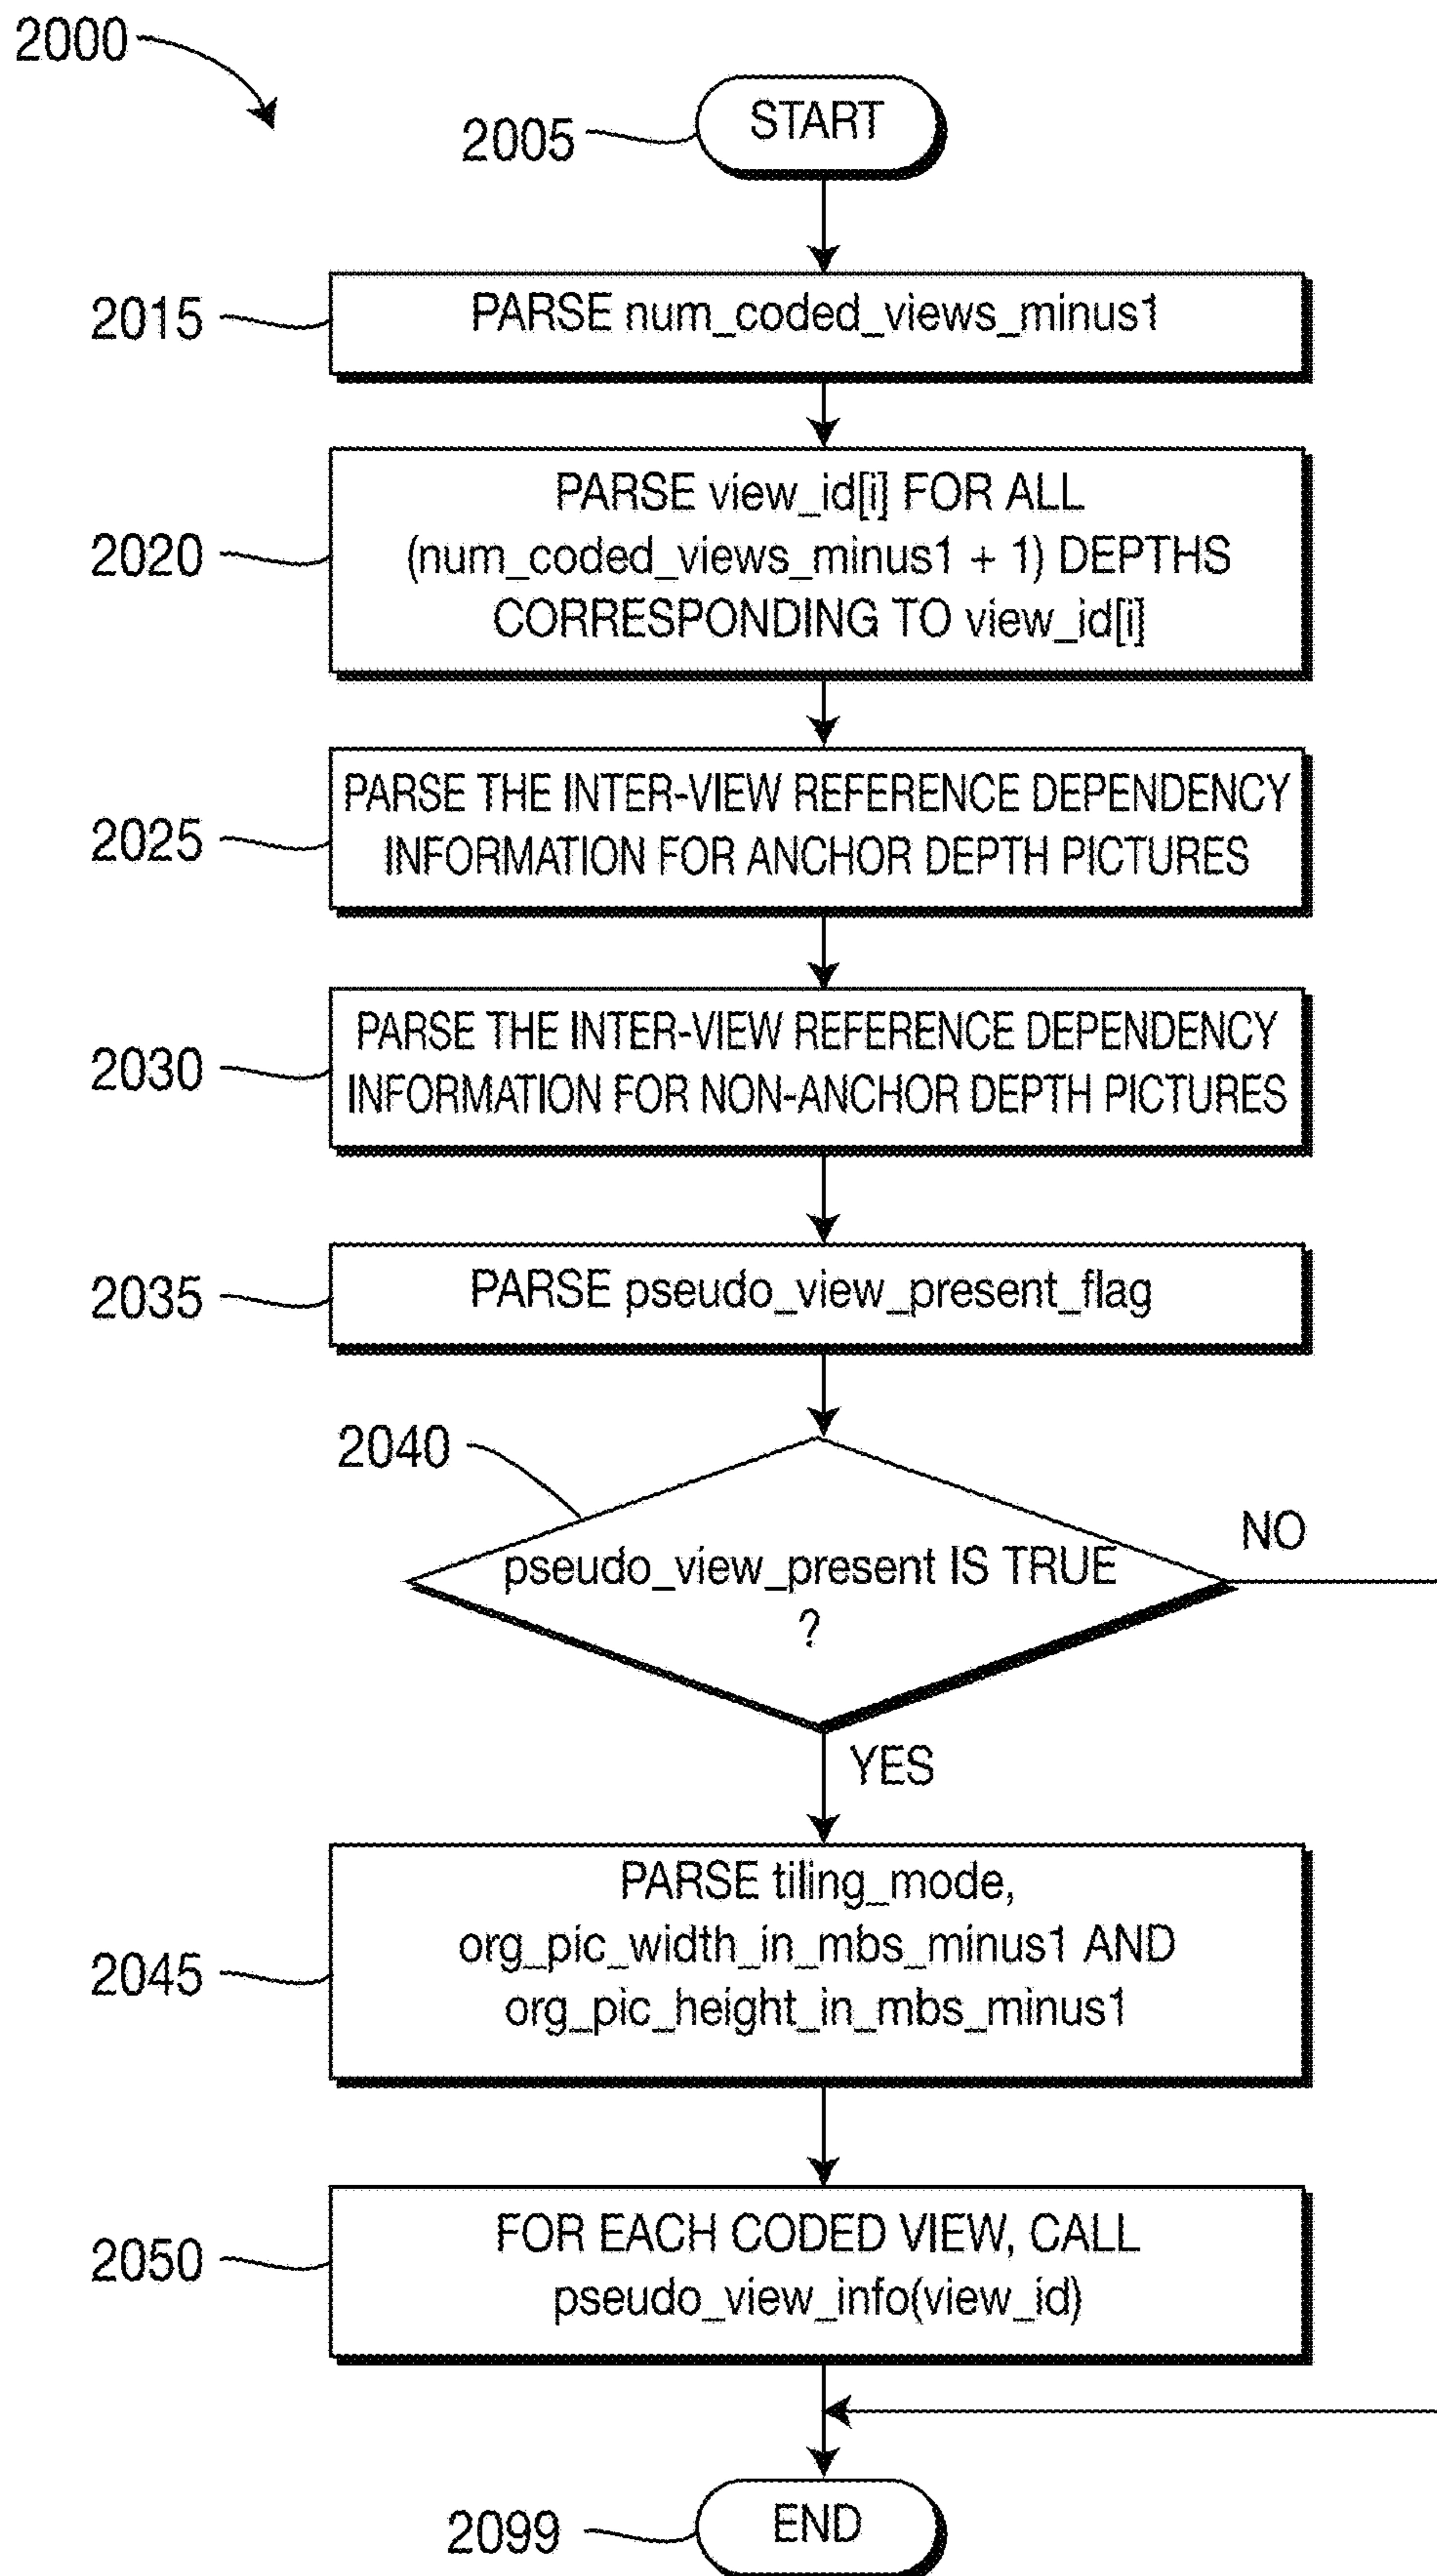 2000
2005
START
2015
PARSE num_coded_views_minus1
2020
PARSE view_id[i] FOR ALL
(num_coded_views_minus1 + 1) DEPTHS
CORRESPONDING TO view_id[i]
2025
PARSE THE INTER-VIEW REFERENCE DEPENDENCY
INFORMATION FOR ANCHOR DEPTH PICTURES
2030
PARSE THE INTER-VIEW REFERENCE DEPENDENCY
INFORMATION FOR NON-ANCHOR DEPTH PICTURES
2035
PARSE pseudo_view_present_flag
2040
pseudo_view_present IS TRUE
?
NO
YES
2045
PARSE tiling_mode,
org_pic_width_in_mbs_minus1 AND
org_pic_height_in_mbs_minus1
2050
FOR EACH CODED VIEW, CALL
pseudo_view_info(view_id)
2099
END